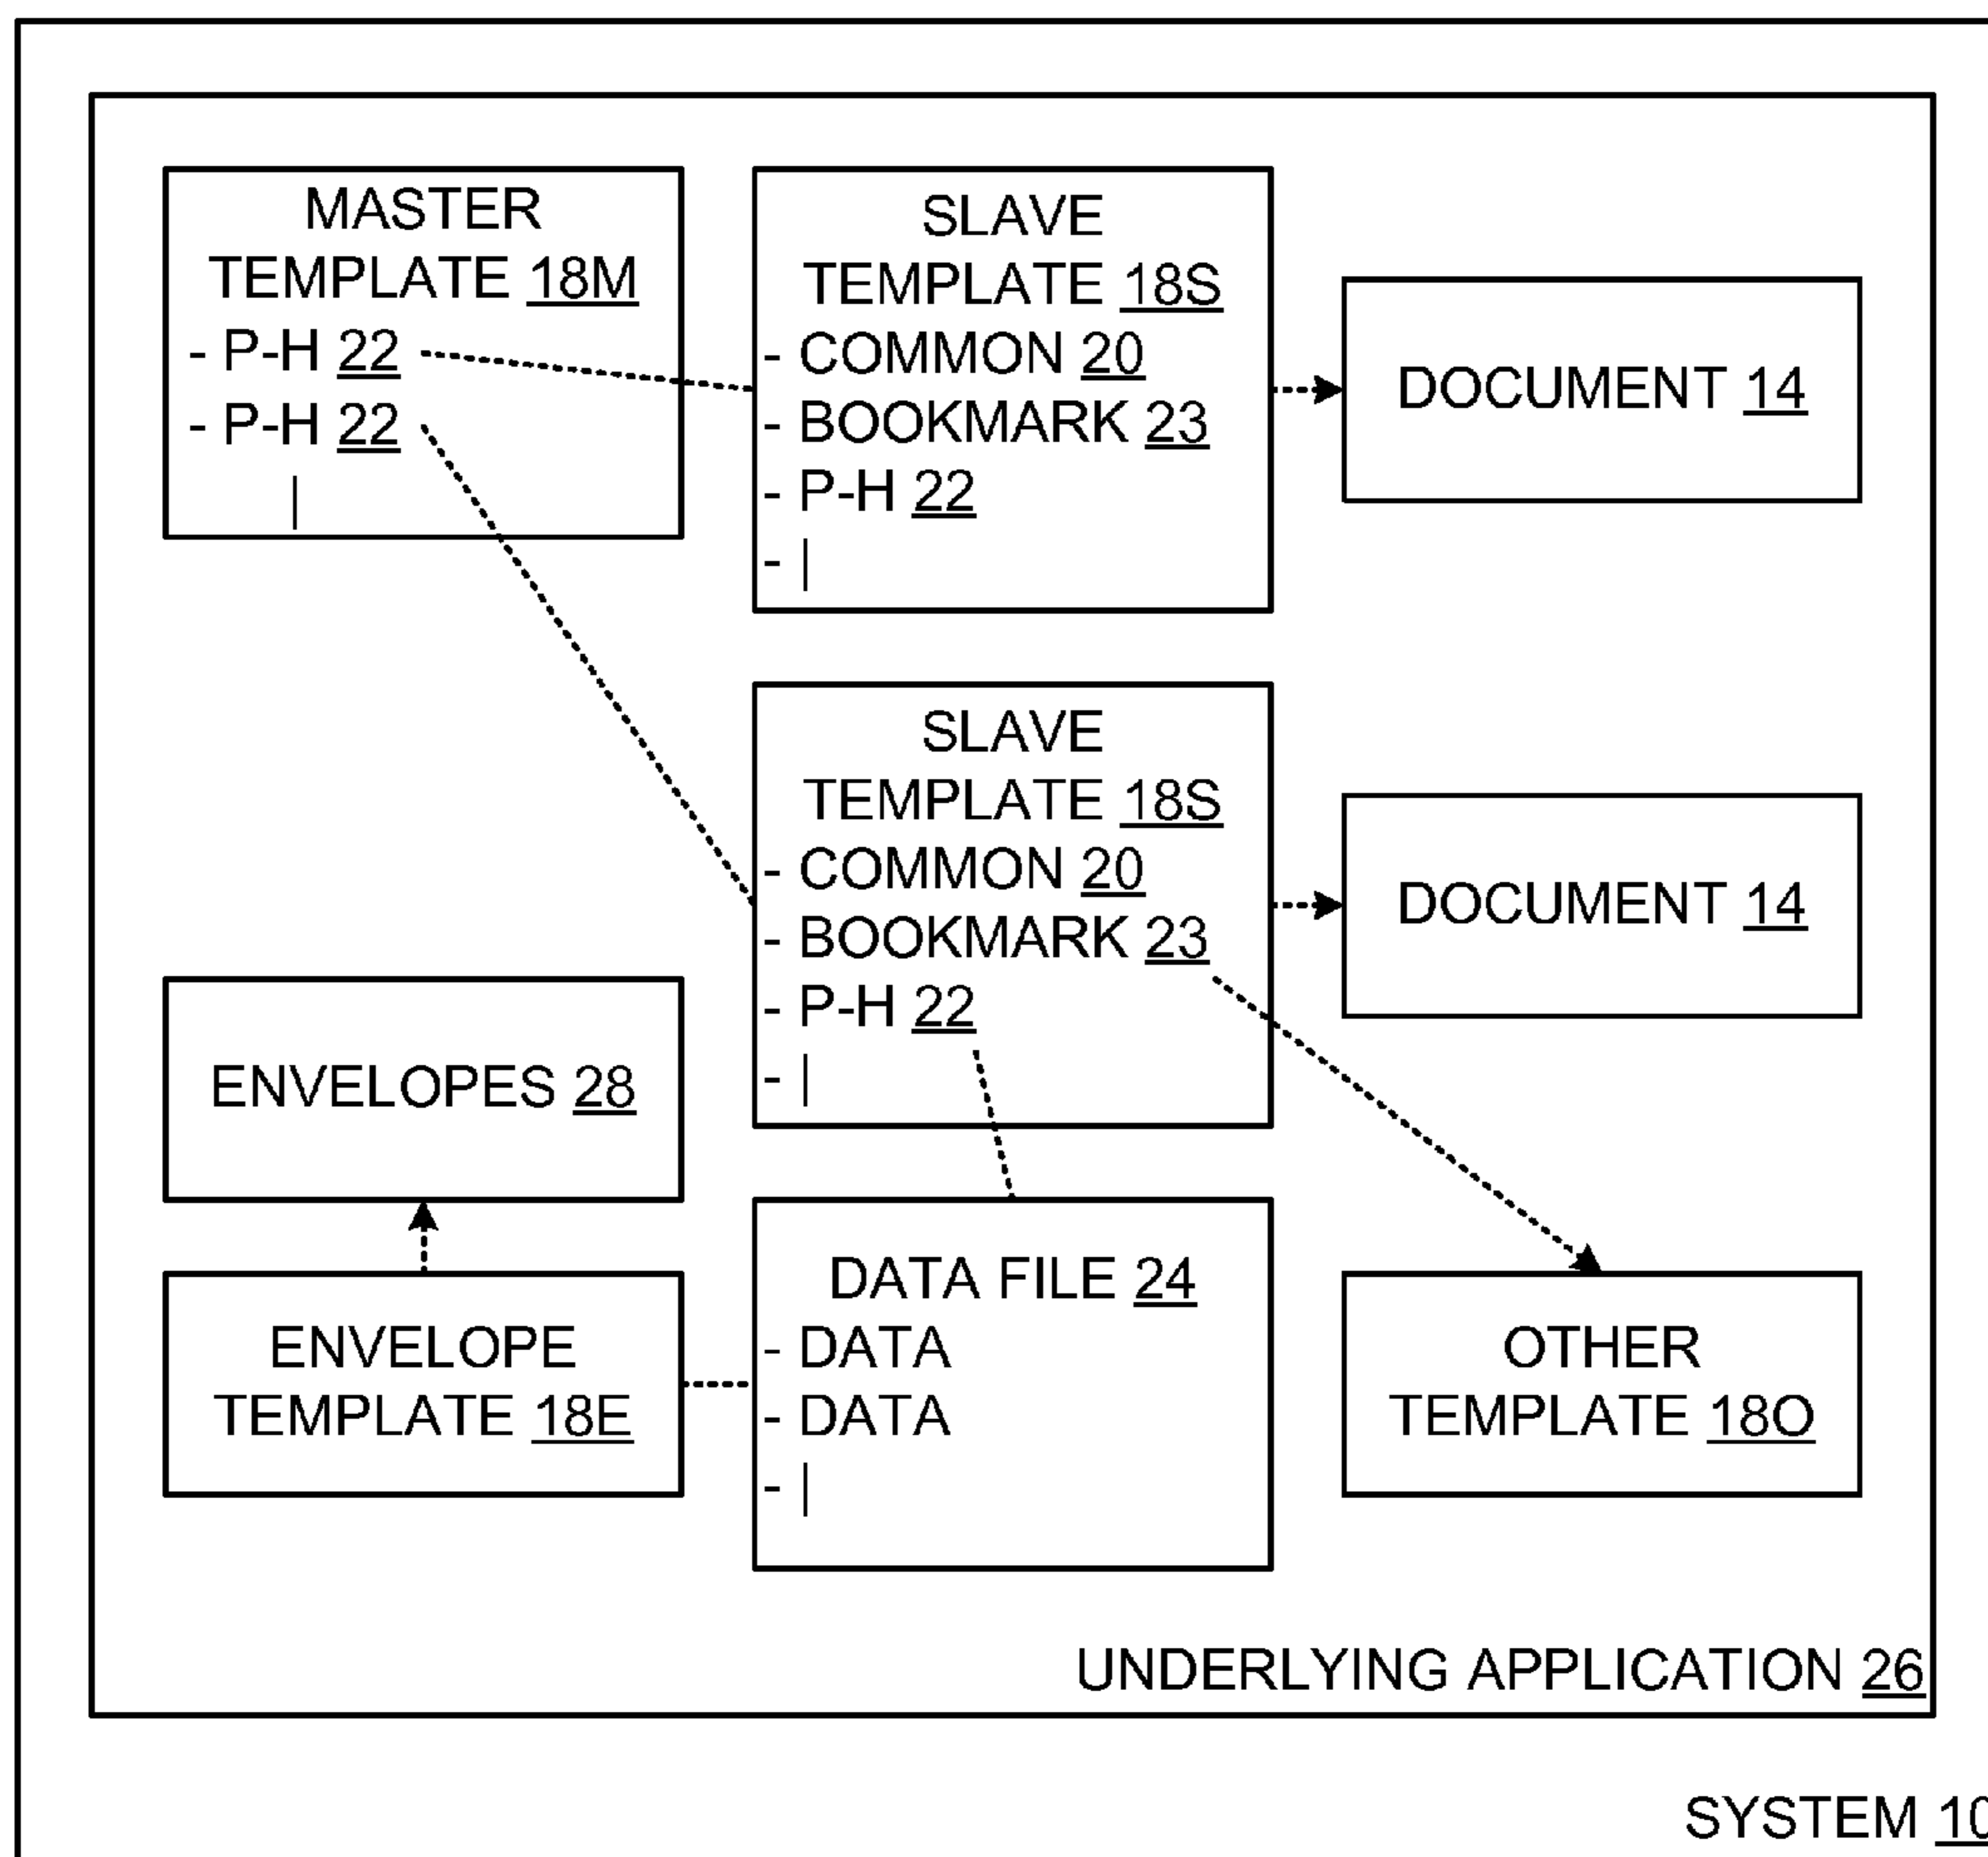 MASTER
TEMPLATE 18M
- P-H 22
- P-H 22
|
SLAVE
TEMPLATE 18S
- COMMON 20
- BOOKMARK 23
- P-H 22
- |
DOCUMENT 14
SLAVE
TEMPLATE 18S
- COMMON 20
- BOOKMARK 23
- P-H 22
- |
DOCUMENT 14
ENVELOPES 28
ENVELOPE
TEMPLATE 18E
DATA FILE 24
- DATA
- DATA
- |
OTHER
TEMPLATE 18O
UNDERLYING APPLICATION 26
SYSTEM 10